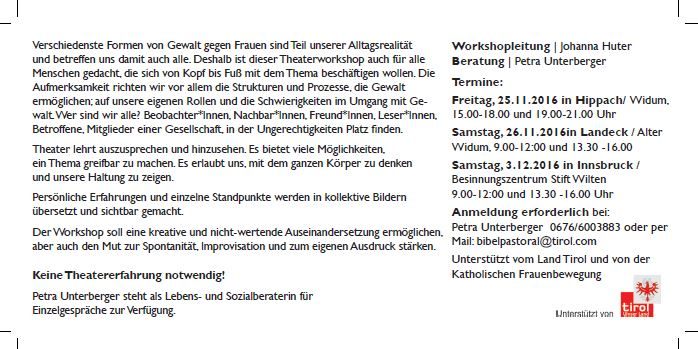 Verschiedenste Formen von Gewalt gegen Frauen sind Teil unserer Alltagsrealität
und betreffen uns damit auch alle. Deshalb ist dieser Theaterworkshop auch für alle
Menschen gedacht, die sich von Kopf bis Fuß mit dem Thema beschäftigen wollen. Die
Aufmerksamkeit richten wir vor allem die Strukturen und Prozesse, die Gewalt
ermöglichen; auf unsere eigenen Rollen und die Schwierigkeiten im Umgang mit Ge-
walt. Wer sind wir alle? Beobachter*Innen, Nachbar*Innen, Freund*Innen, Leser*Innen,
Betroffene, Mitglieder einer Gesellschaft, in der Ungerechtigkeiten Platz finden.
Theater lehrt auszusprechen und hinzusehen. Es bietet viele Möglichkeiten,
ein Thema greifbar zu machen. Es erlaubt uns, mit dem ganzen Körper zu denken
und unsere Haltung zu zeigen.
Persönliche Erfahrungen und einzelne Standpunkte werden in kollektive Bildern
übersetzt und sichtbar gemacht.
Der Workshop soll eine kreative und nicht-wertende Auseinandersetzung ermöglichen,
aber auch den Mut zur Spontanität, Improvisation und zum eigenen Ausdruck stärken.
Keine Theatererfahrung notwendig!
Petra Unterberger steht als Lebens- und Sozialberaterin für
Einzelgespräche zur Verfügung.
Workshopleitung | Johanna Huter
Beratung | Petra Unterberger
Termine:
Freitag, 25.11.2016 in Hippach/ Widum,
15.00-18.00 und 19.00-21.00 Uhr
Samstag, 26.11.2016in Landeck / Alter
Widum, 9.00-12:00 und 13.30 -16.00
Samstag, 3.12.2016 in Innsbruck /
Besinnungszentrum Stift Wilten
9.00-12:00 und 13.30 -16.00 Uhr
Anmeldung erforderlich bei:
Petra Unterberger 0676/6003883 oder per
Mail: bibelpastoral@tirol.com
Unterstützt vom Land Tirol und von der
Katholischen Frauenbewegung
Unterstützt von
tirol
Unser Land